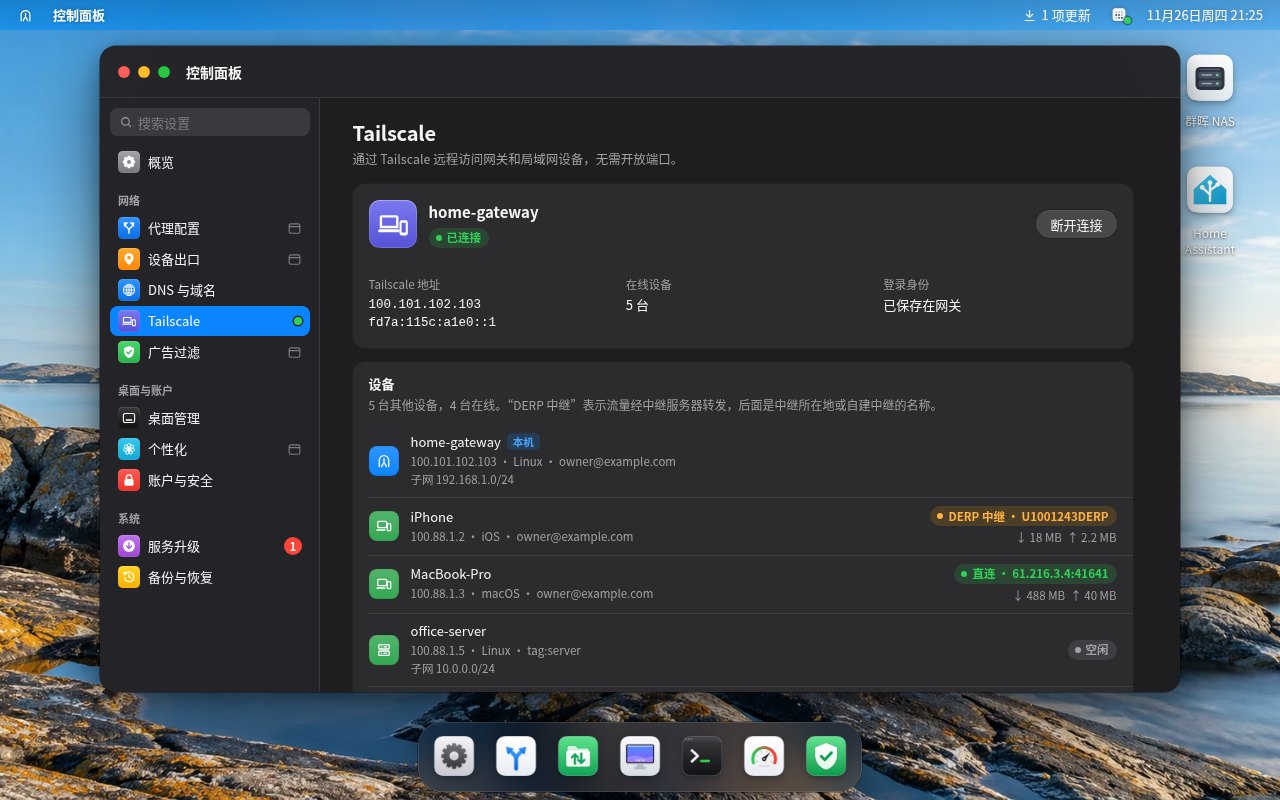 控制面板
1 项更新
11月26日周四 21:25
控制面板
搜索设置
概览
网络
代理配置
设备出口
DNS 与域名
Tailscale
广告过滤
桌面与账户
桌面管理
个性化
账户与安全
系统
服务升级
1
备份与恢复
Tailscale
通过 Tailscale 远程访问网关和局域网设备，无需开放端口。
home-gateway
已连接
断开连接
Tailscale 地址
100.101.102.103
fd7a:115c:a1e0::1
在线设备
5 台
登录身份
已保存在网关
设备
5 台其他设备，4 台在线。“DERP 中继”表示流量经中继服务器转发，后面是中继所在地或自建中继的名称。
home-gateway 本机
100.101.102.103 • Linux • owner@example.com
子网 192.168.1.0/24
iPhone
100.88.1.2 • iOS • owner@example.com
DERP 中继 • U1001243DERP
↓ 18 MB ↑ 2.2 MB
MacBook-Pro
100.88.1.3 • macOS • owner@example.com
直连 • 61.216.3.4:41641
↓ 488 MB ↑ 40 MB
office-server
100.88.1.5 • Linux • tag:server
子网 10.0.0.0/24
空闲
群晖 NAS
Home
Assistant